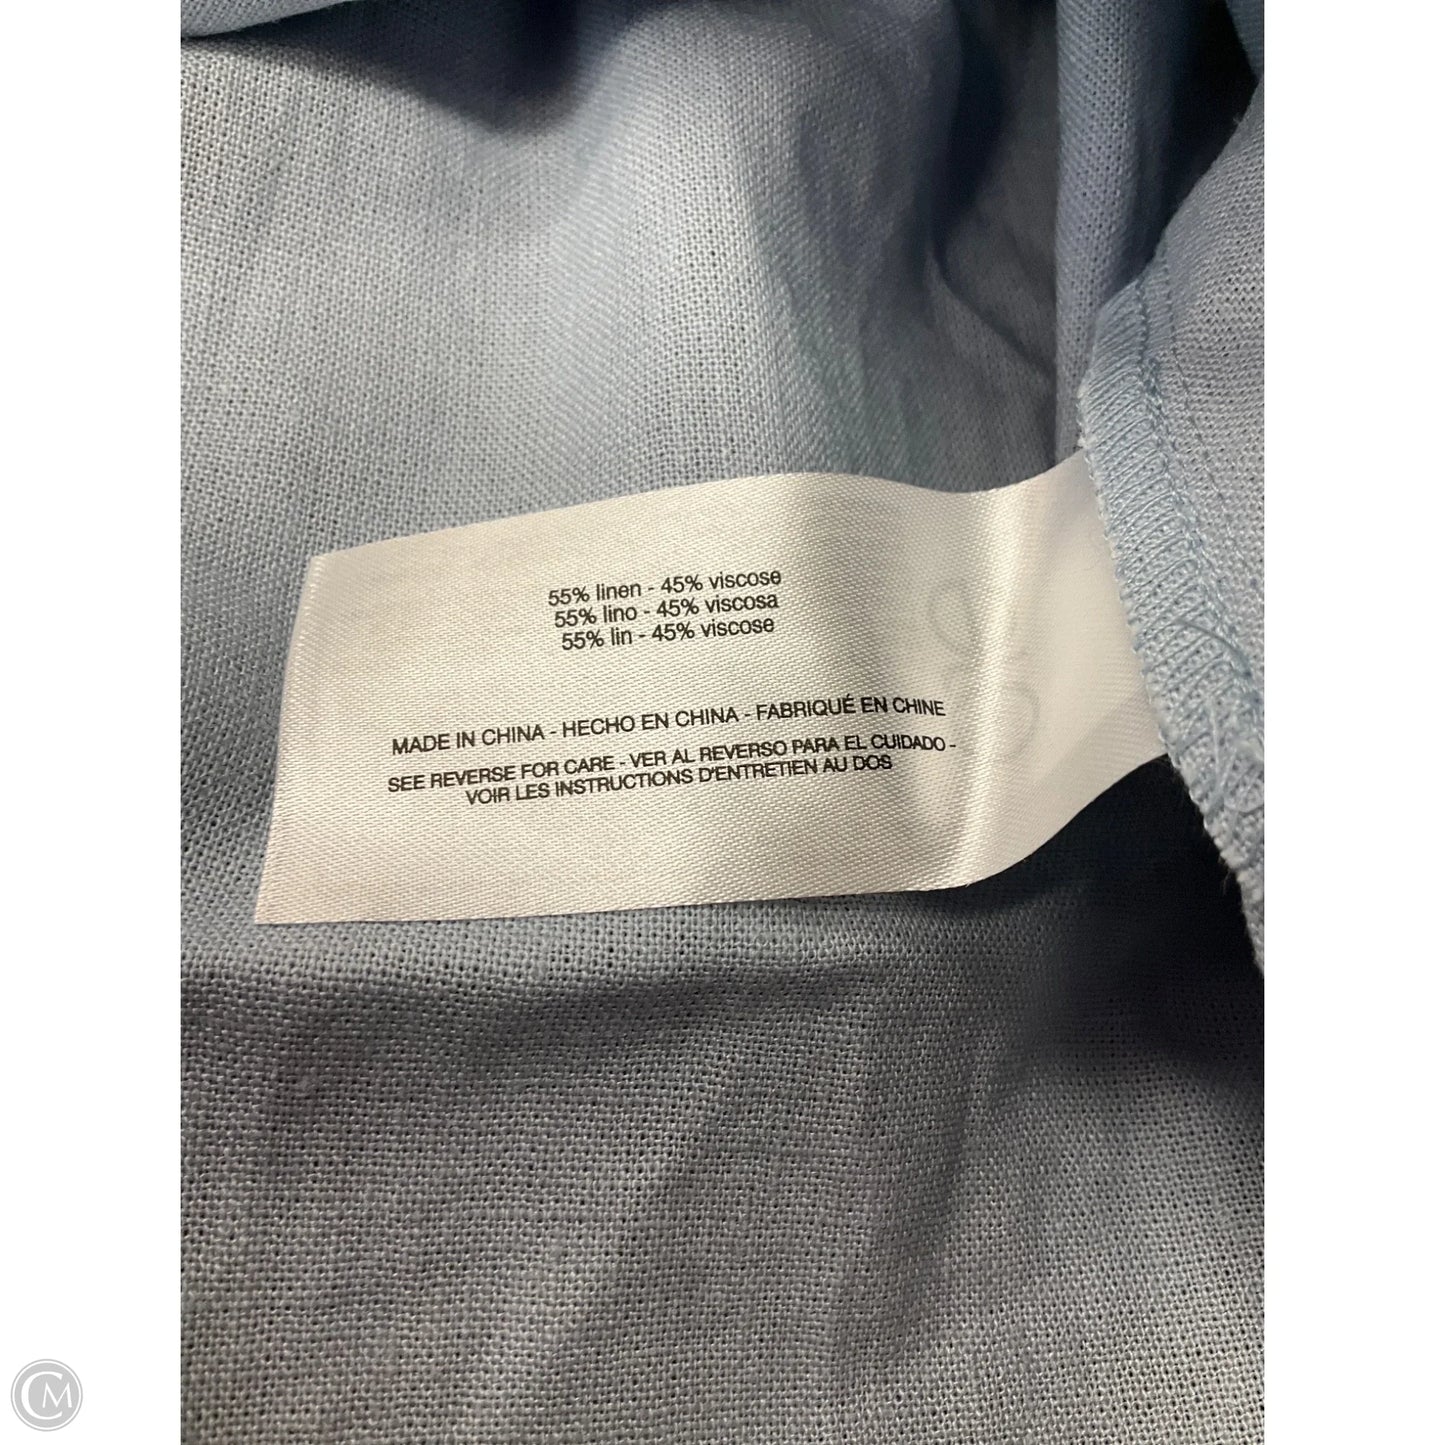 55% linen - 45% viscose
55% lino - 45% viscosa
55% lin - 45% viscose
MADE IN CHINA - HECHO EN CHINA - FABRIQUÉ EN CHINE
SEE REVERSE FOR CARE - VER AL REVERSO PARA EL CUIDADO -
VOIR LES INSTRUCTIONS D'ENTRETIEN AU DOS
CM